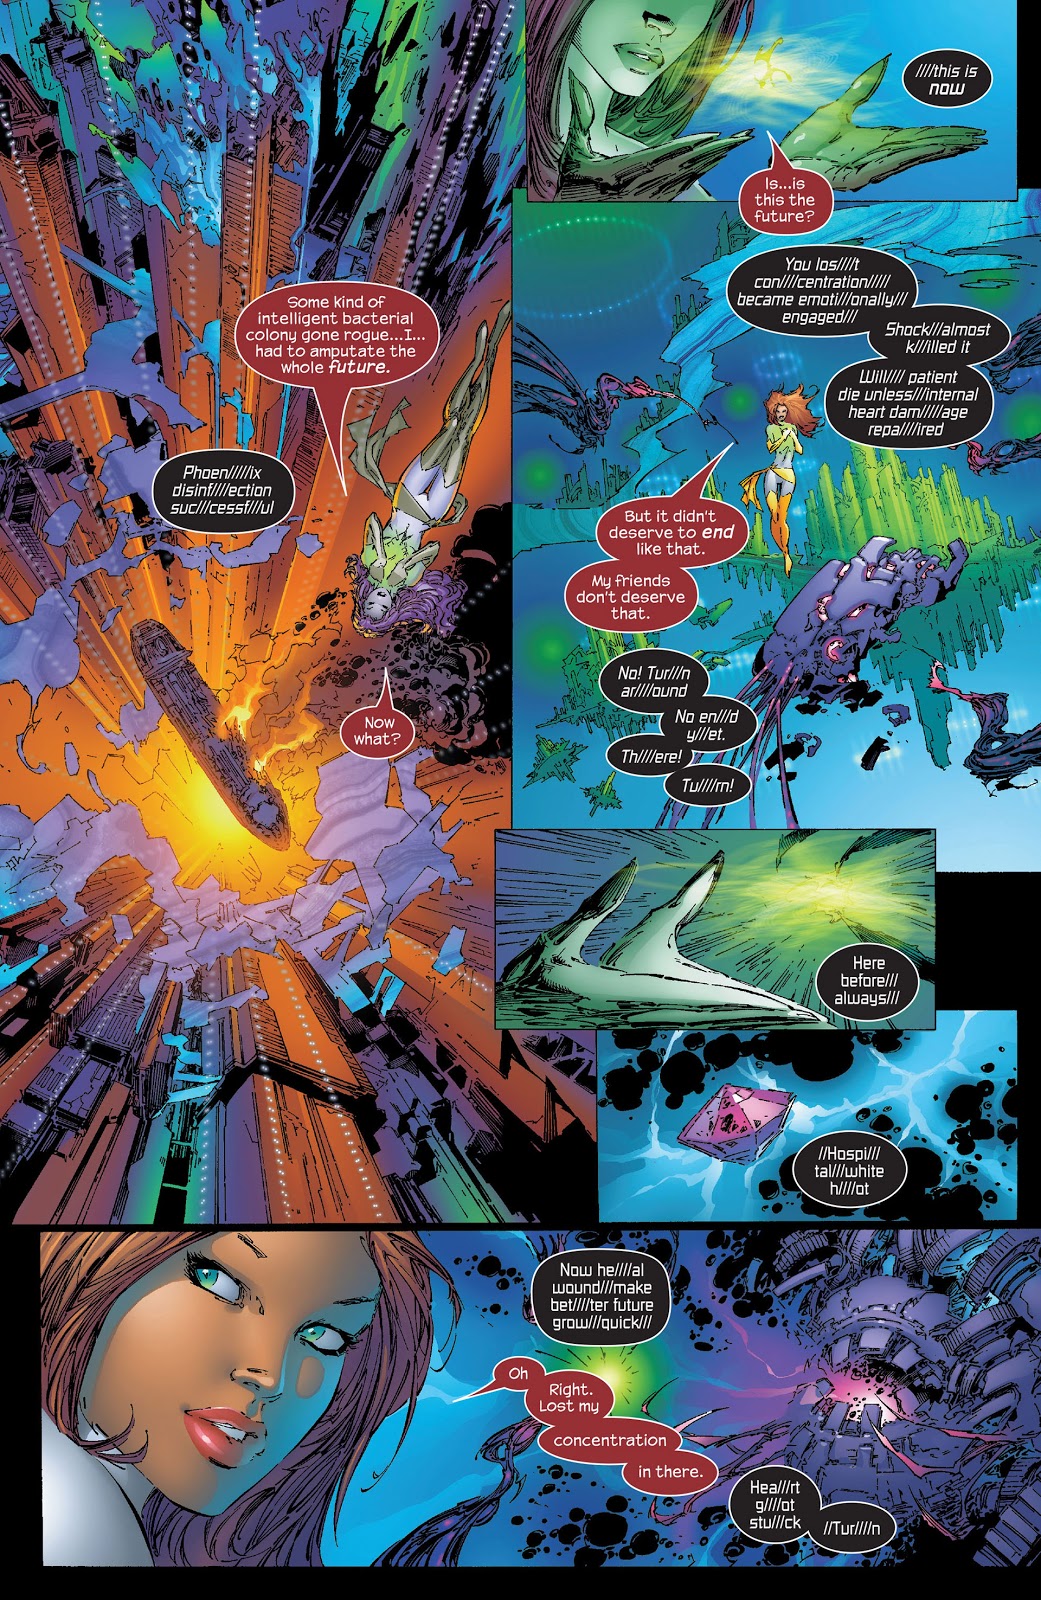 Some kind of
intelligent bacterial
colony gone rogue...I...
had to amputate the
whole future.
Phoen/////ix
disinf////ection
suc///cessf///ul
Now
what?
////this is
now
Is...is
this the
future?
You los////t
con////centration/////
became emoti///onally///
engaged///
Shock///almost
k///illed it
Will//// patient
die unless///internal
heart dam/////age
repa////ired
But it didn't
deserve to end
like that.
My friends
don't deserve
that.
No! Tur///n
ar////ound
No en///d
y///et.
Th////ere!
Tu////rn!
Here
before///
always///
//Hospi///
tal///white
h////ot
Now he////al
wound///make
bet////ter future
grow///quick///
Oh
Right.
Lost my
concentration
in there.
Hea///rt
g////ot
stu///ck
//Tur////n